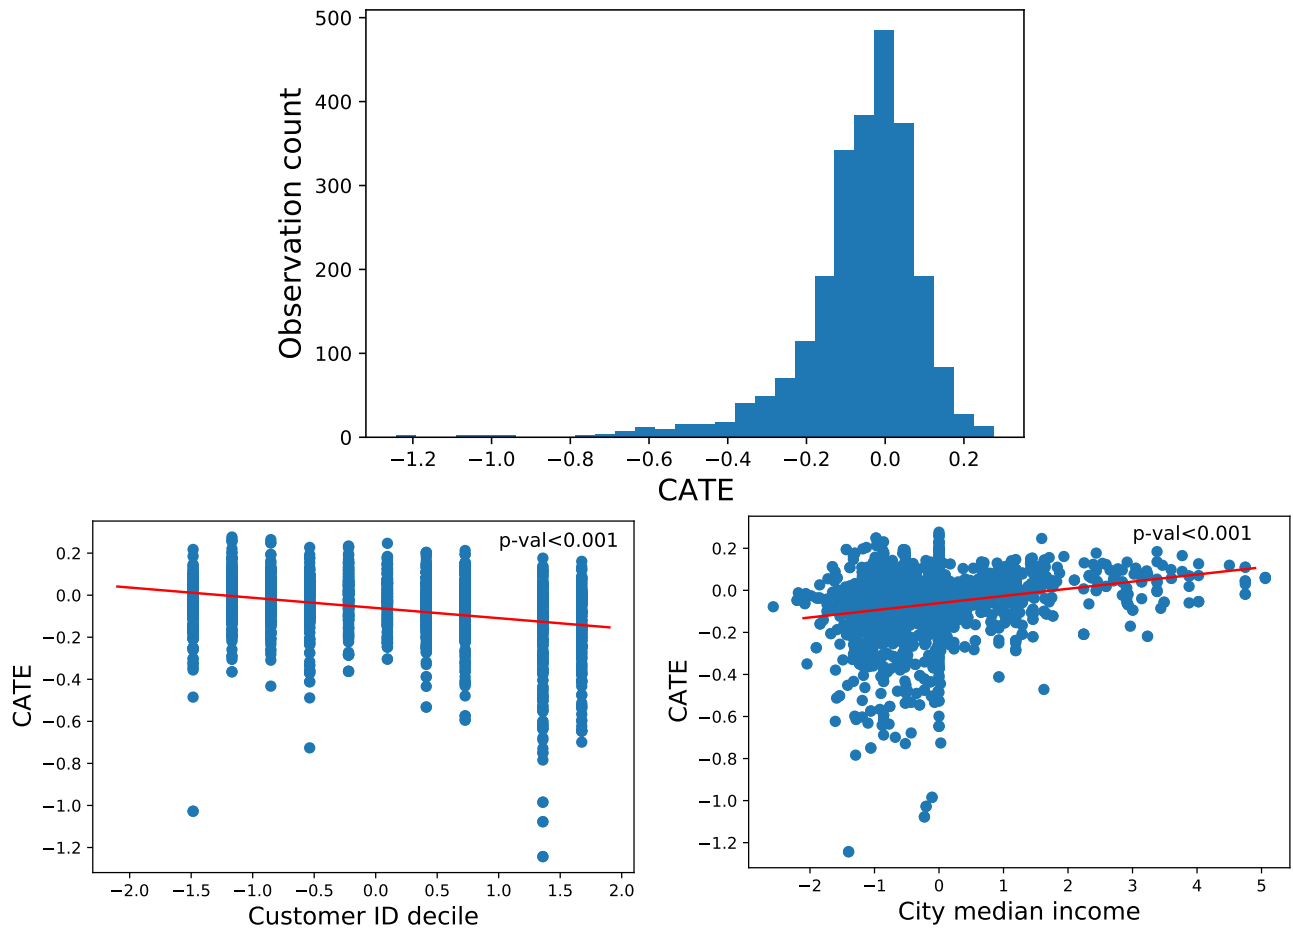 500
400
300
200
100
0
Observation count
−1.2 −1.0 −0.8 −0.6 −0.4 −0.2 0.0 0.2
CATE
p-val<0.001
0.2
0.0
−0.2
−0.4
−0.6
−0.8
−1.0
−1.2
CATE
−2.0 −1.5 −1.0 −0.5 0.0 0.5 1.0 1.5 2.0
Customer ID decile
p-val<0.001
0.2
0.0
−0.2
−0.4
−0.6
−0.8
−1.0
−1.2
CATE
−2 −1 0 1 2 3 4 5
City median income